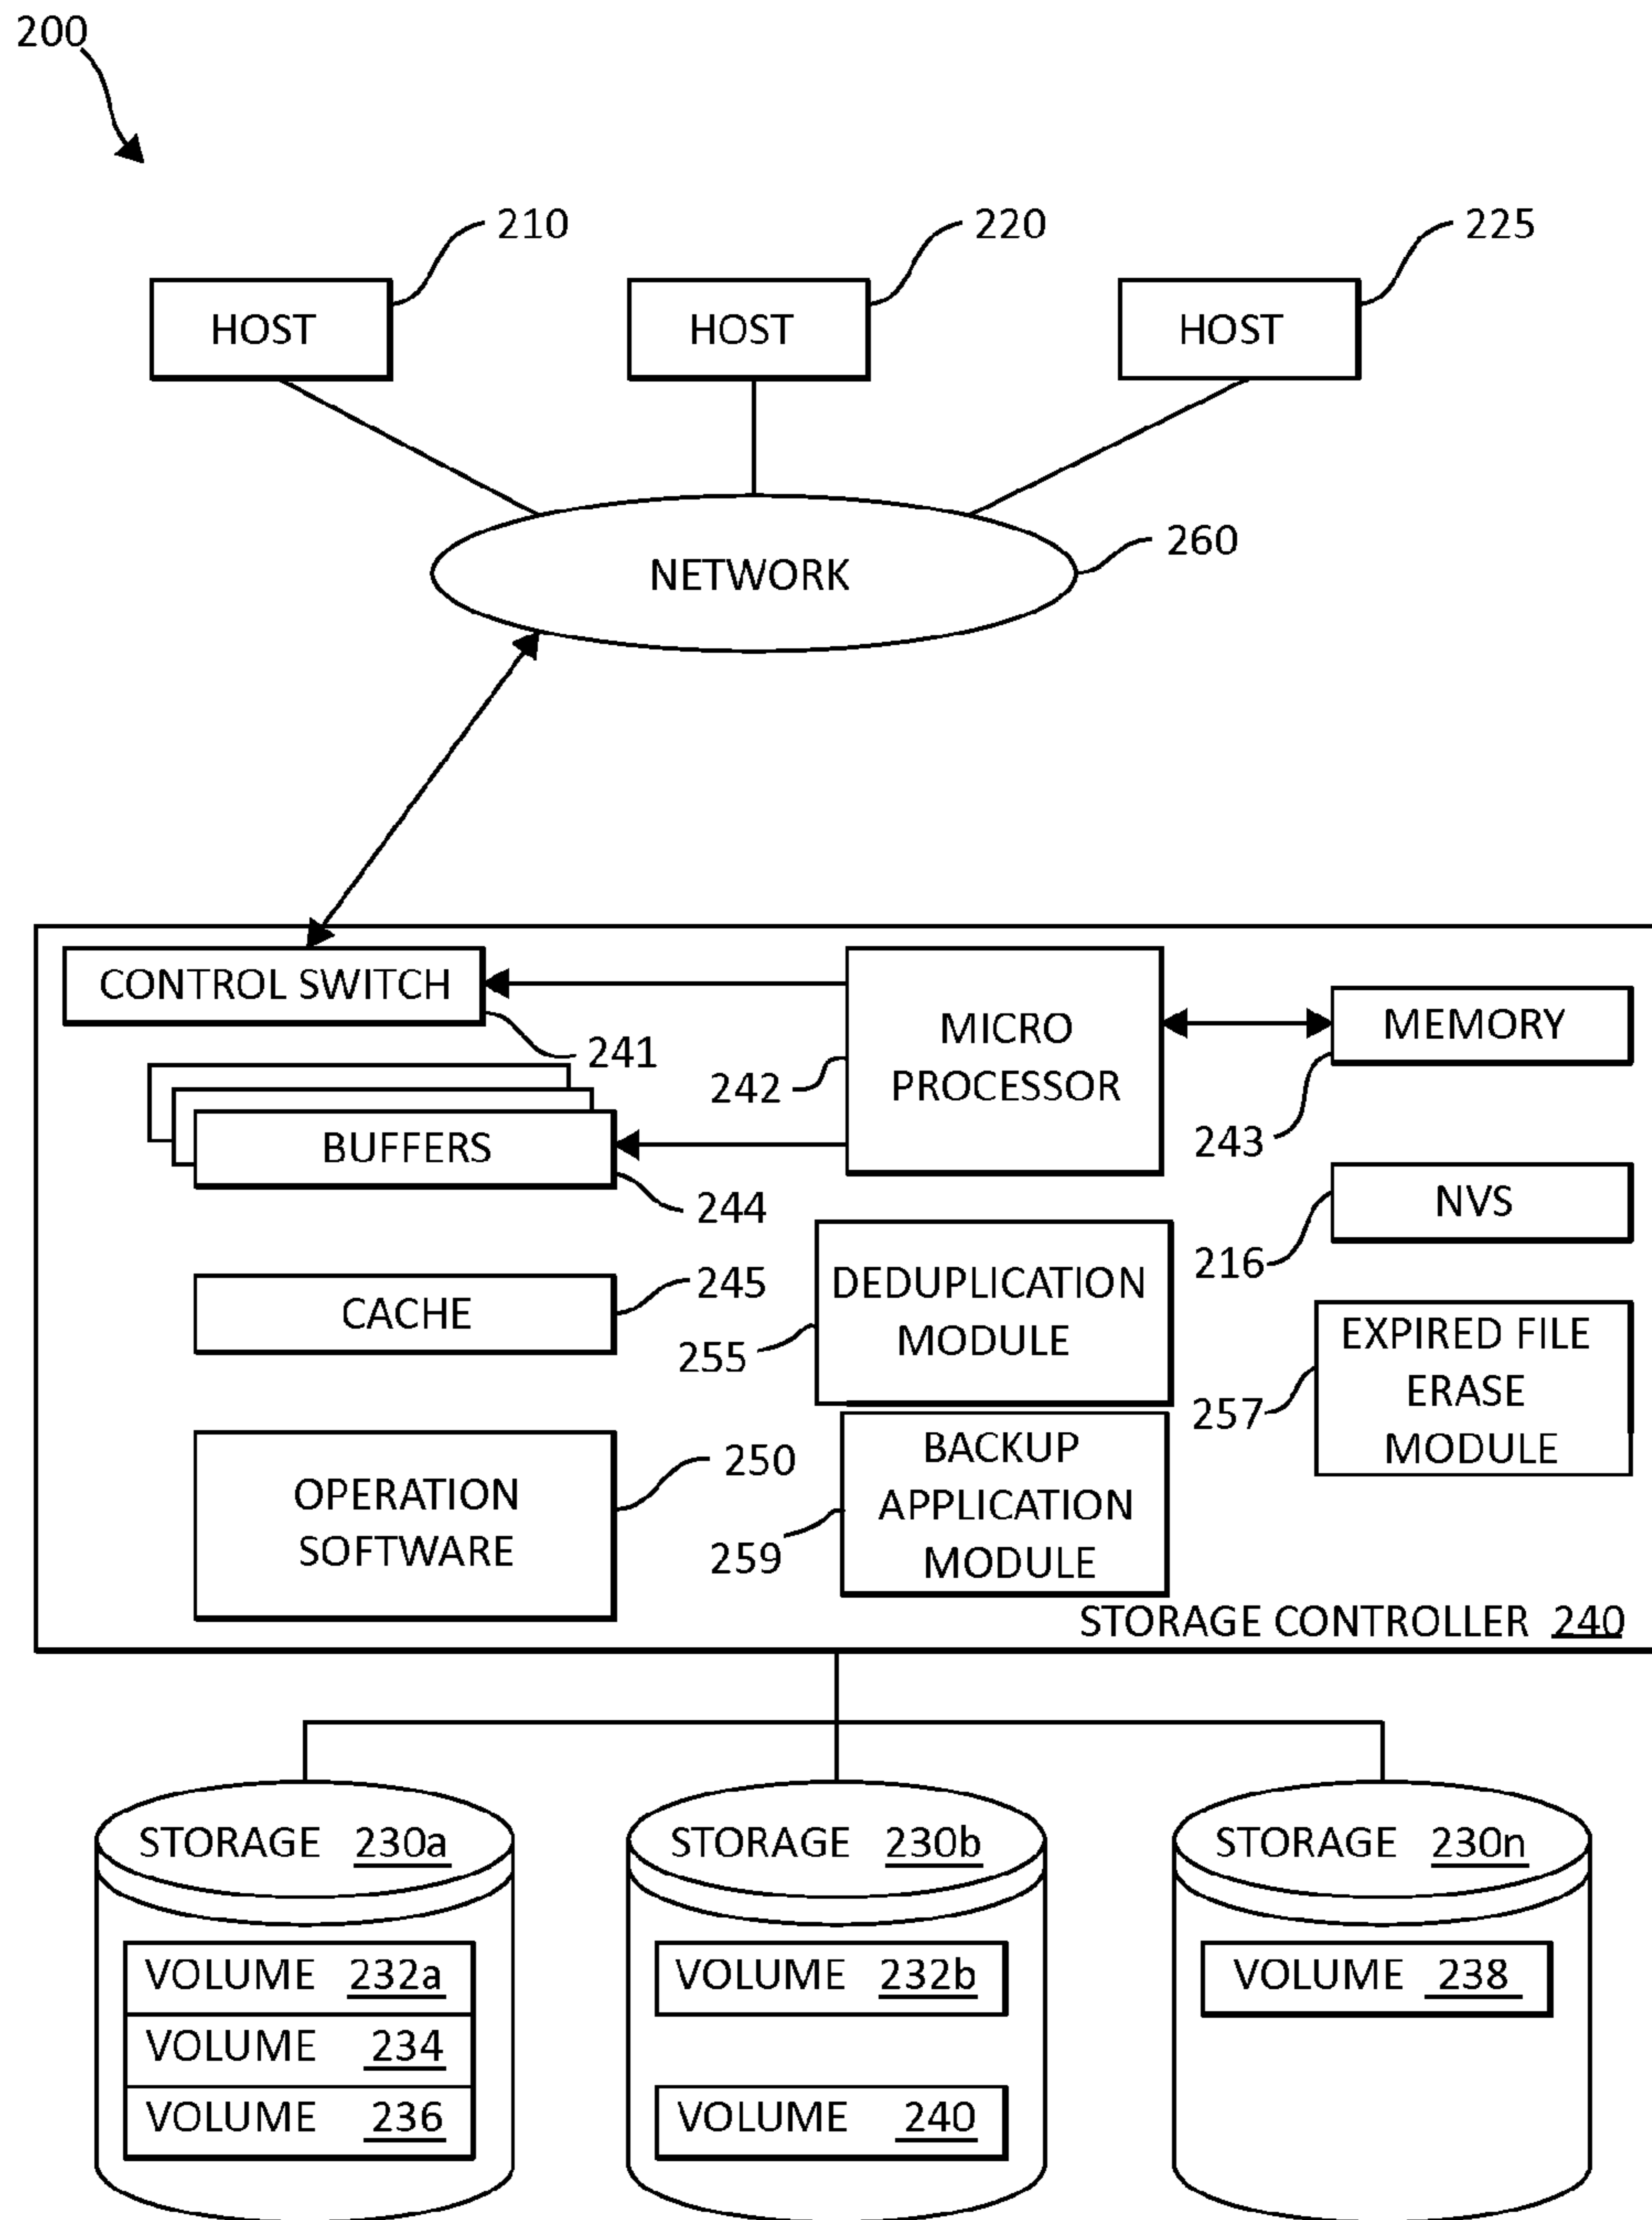 200
210
220
225
HOST
HOST
HOST
260
NETWORK
CONTROL SWITCH
241
MICRO
PROCESSOR
242
MEMORY
243
BUFFERS
244
NVS
216
CACHE
245
DEDUPLICATION
MODULE
255
EXPIRED FILE
ERASE
MODULE
257
OPERATION
SOFTWARE
250
BACKUP
APPLICATION
MODULE
259
STORAGE CONTROLLER 240
STORAGE 230a
VOLUME 232a
VOLUME 234
VOLUME 236
STORAGE 230b
VOLUME 232b
VOLUME 240
STORAGE 230n
VOLUME 238